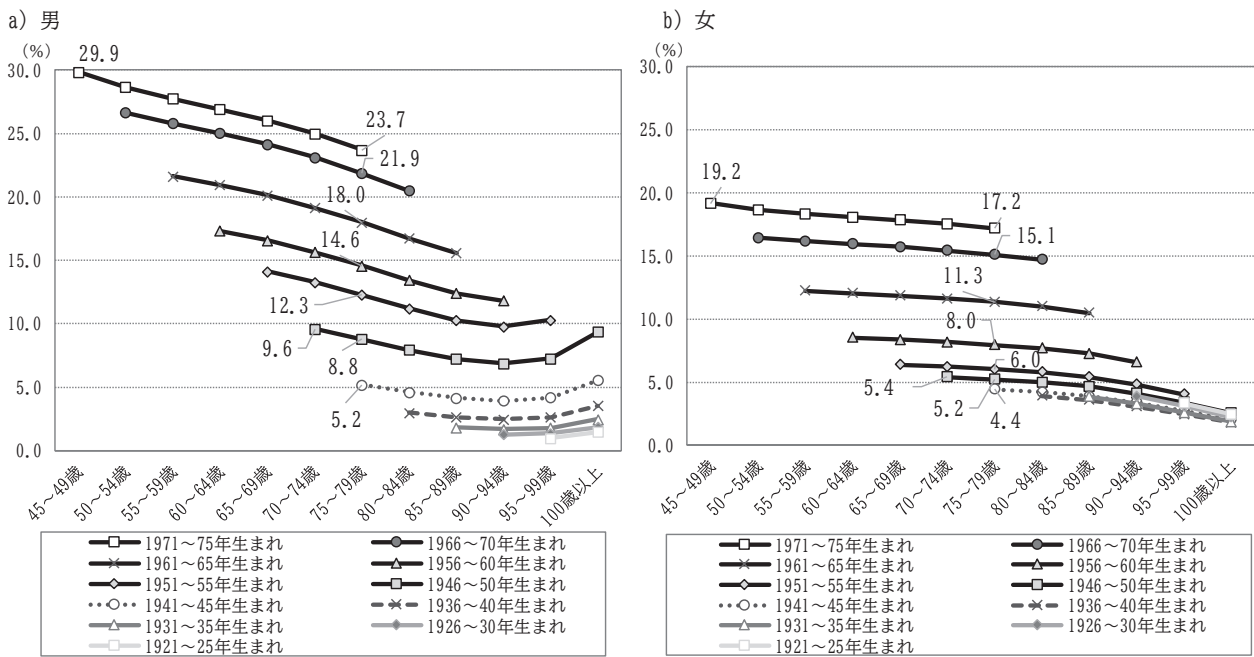 a) 男
(%)
30.0
25.0
20.0
15.0
10.0
5.0
0.0
29.9
23.7
21.9
18.0
14.6
12.3
9.6
8.8
5.2
45～49歳
50～54歳
55～59歳
60～64歳
65～69歳
70～74歳
75～79歳
80～84歳
85～89歳
90～94歳
95～99歳
100歳以上
1971～75年生まれ
1966～70年生まれ
1961～65年生まれ
1956～60年生まれ
1951～55年生まれ
1946～50年生まれ
1941～45年生まれ
1936～40年生まれ
1931～35年生まれ
1926～30年生まれ
1921～25年生まれ
b) 女
(%)
30.0
25.0
20.0
15.0
10.0
5.0
0.0
19.2
17.2
15.1
11.3
8.0
6.0
5.4
5.2
4.4
45～49歳
50～54歳
55～59歳
60～64歳
65～69歳
70～74歳
75～79歳
80～84歳
85～89歳
90～94歳
95～99歳
100歳以上
1971～75年生まれ
1966～70年生まれ
1961～65年生まれ
1956～60年生まれ
1951～55年生まれ
1946～50年生まれ
1941～45年生まれ
1936～40年生まれ
1931～35年生まれ
1926～30年生まれ
1921～25年生まれ